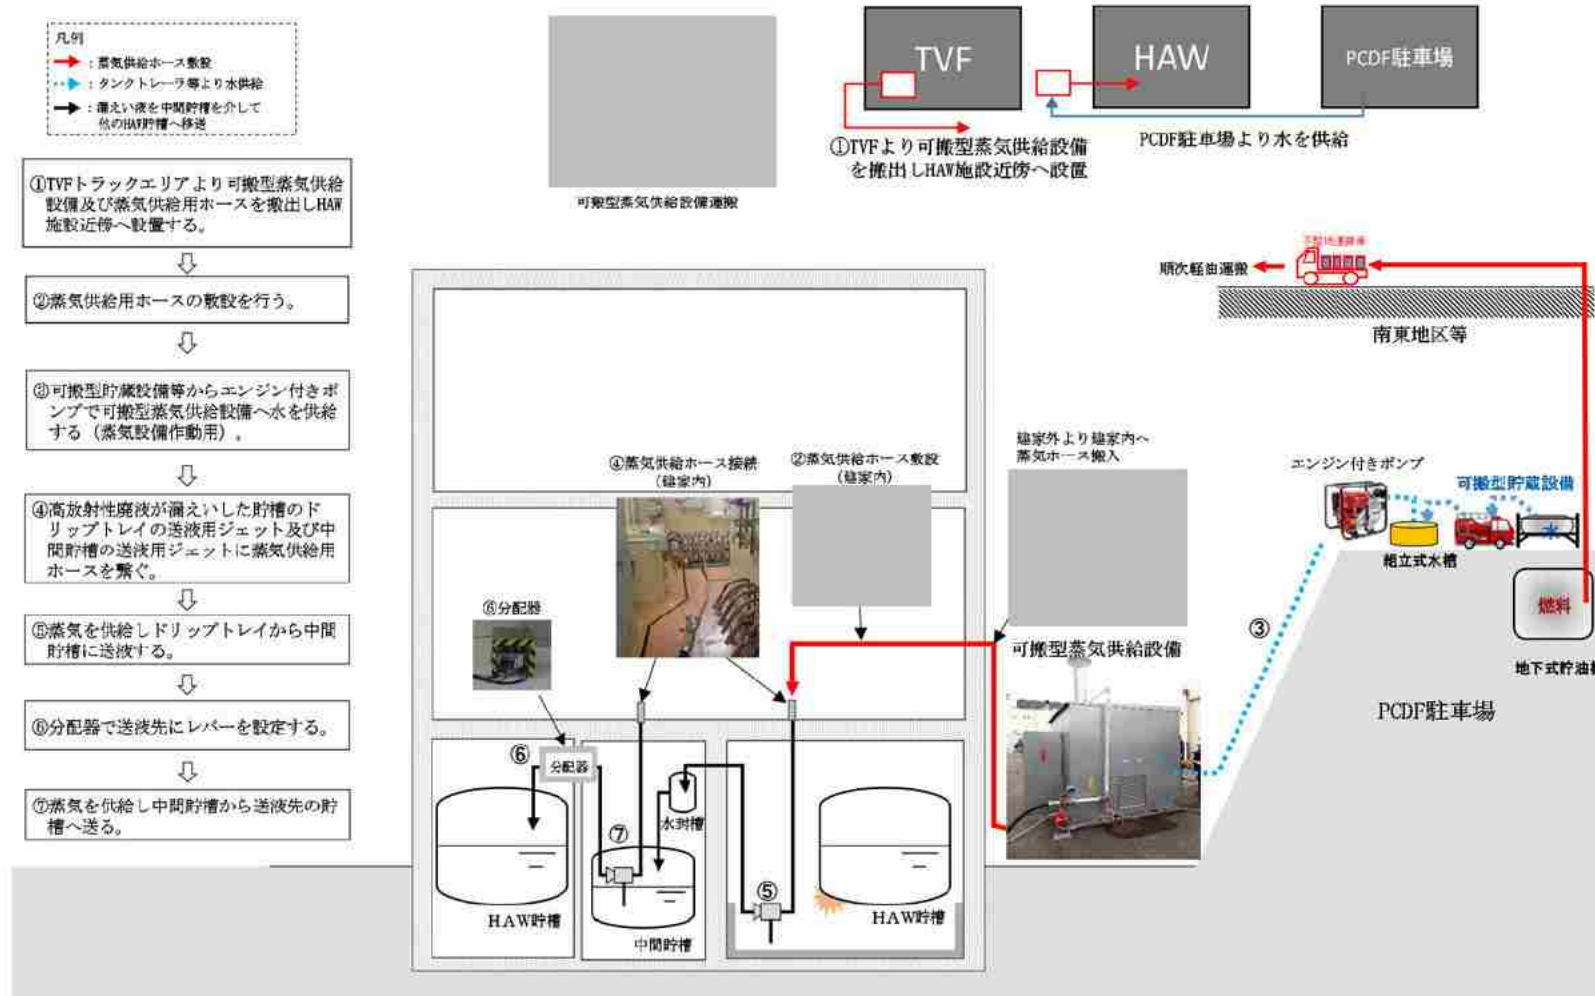 凡例
：蒸気供給ホース敷設
：タンクトレーラ等より水供給
：漏えい液を中間貯槽を介して
他のHAW貯槽へ移送
①TVFトラックエリアより可搬型蒸気供給
設備及び蒸気供給用ホースを搬出しHAW
施設近傍へ設置する。
②蒸気供給用ホースの敷設を行う。
③可搬型貯蔵設備等からエンジン付きポ
ンプで可搬型蒸気供給設備へ水を供給
する（蒸気設備作動用）。
④高放射性廃液が漏えいした貯槽のド
リップトレイの送液用ジェット及び中
間貯槽の送液用ジェットに蒸気供給用
ホースを繋ぐ。
⑤蒸気を供給しドリップトレイから中間
貯槽に送液する。
⑥分配器で送液先にレバーを設定する。
⑦蒸気を供給し中間貯槽から送液先の貯
槽へ送る。
可搬型蒸気供給設備運搬
TVF
HAW
PCDF駐車場
①TVFより可搬型蒸気供給設備
を搬出しHAW施設近傍へ設置
PCDF駐車場より水を供給
不整地運搬車
順次軽油運搬
南東地区等
④蒸気供給ホース接続
（建家内）
②蒸気供給ホース敷設
（建家内）
建家外より建家内へ
蒸気ホース搬入
エンジン付きポンプ
可搬型貯蔵設備
水
組立式水槽
燃料
地下式貯油
③
PCDF駐車場
⑥分配器
可搬型蒸気供給設備
⑥
分配器
水封槽
⑦
⑤
HAW貯槽
中間貯槽
HAW貯槽